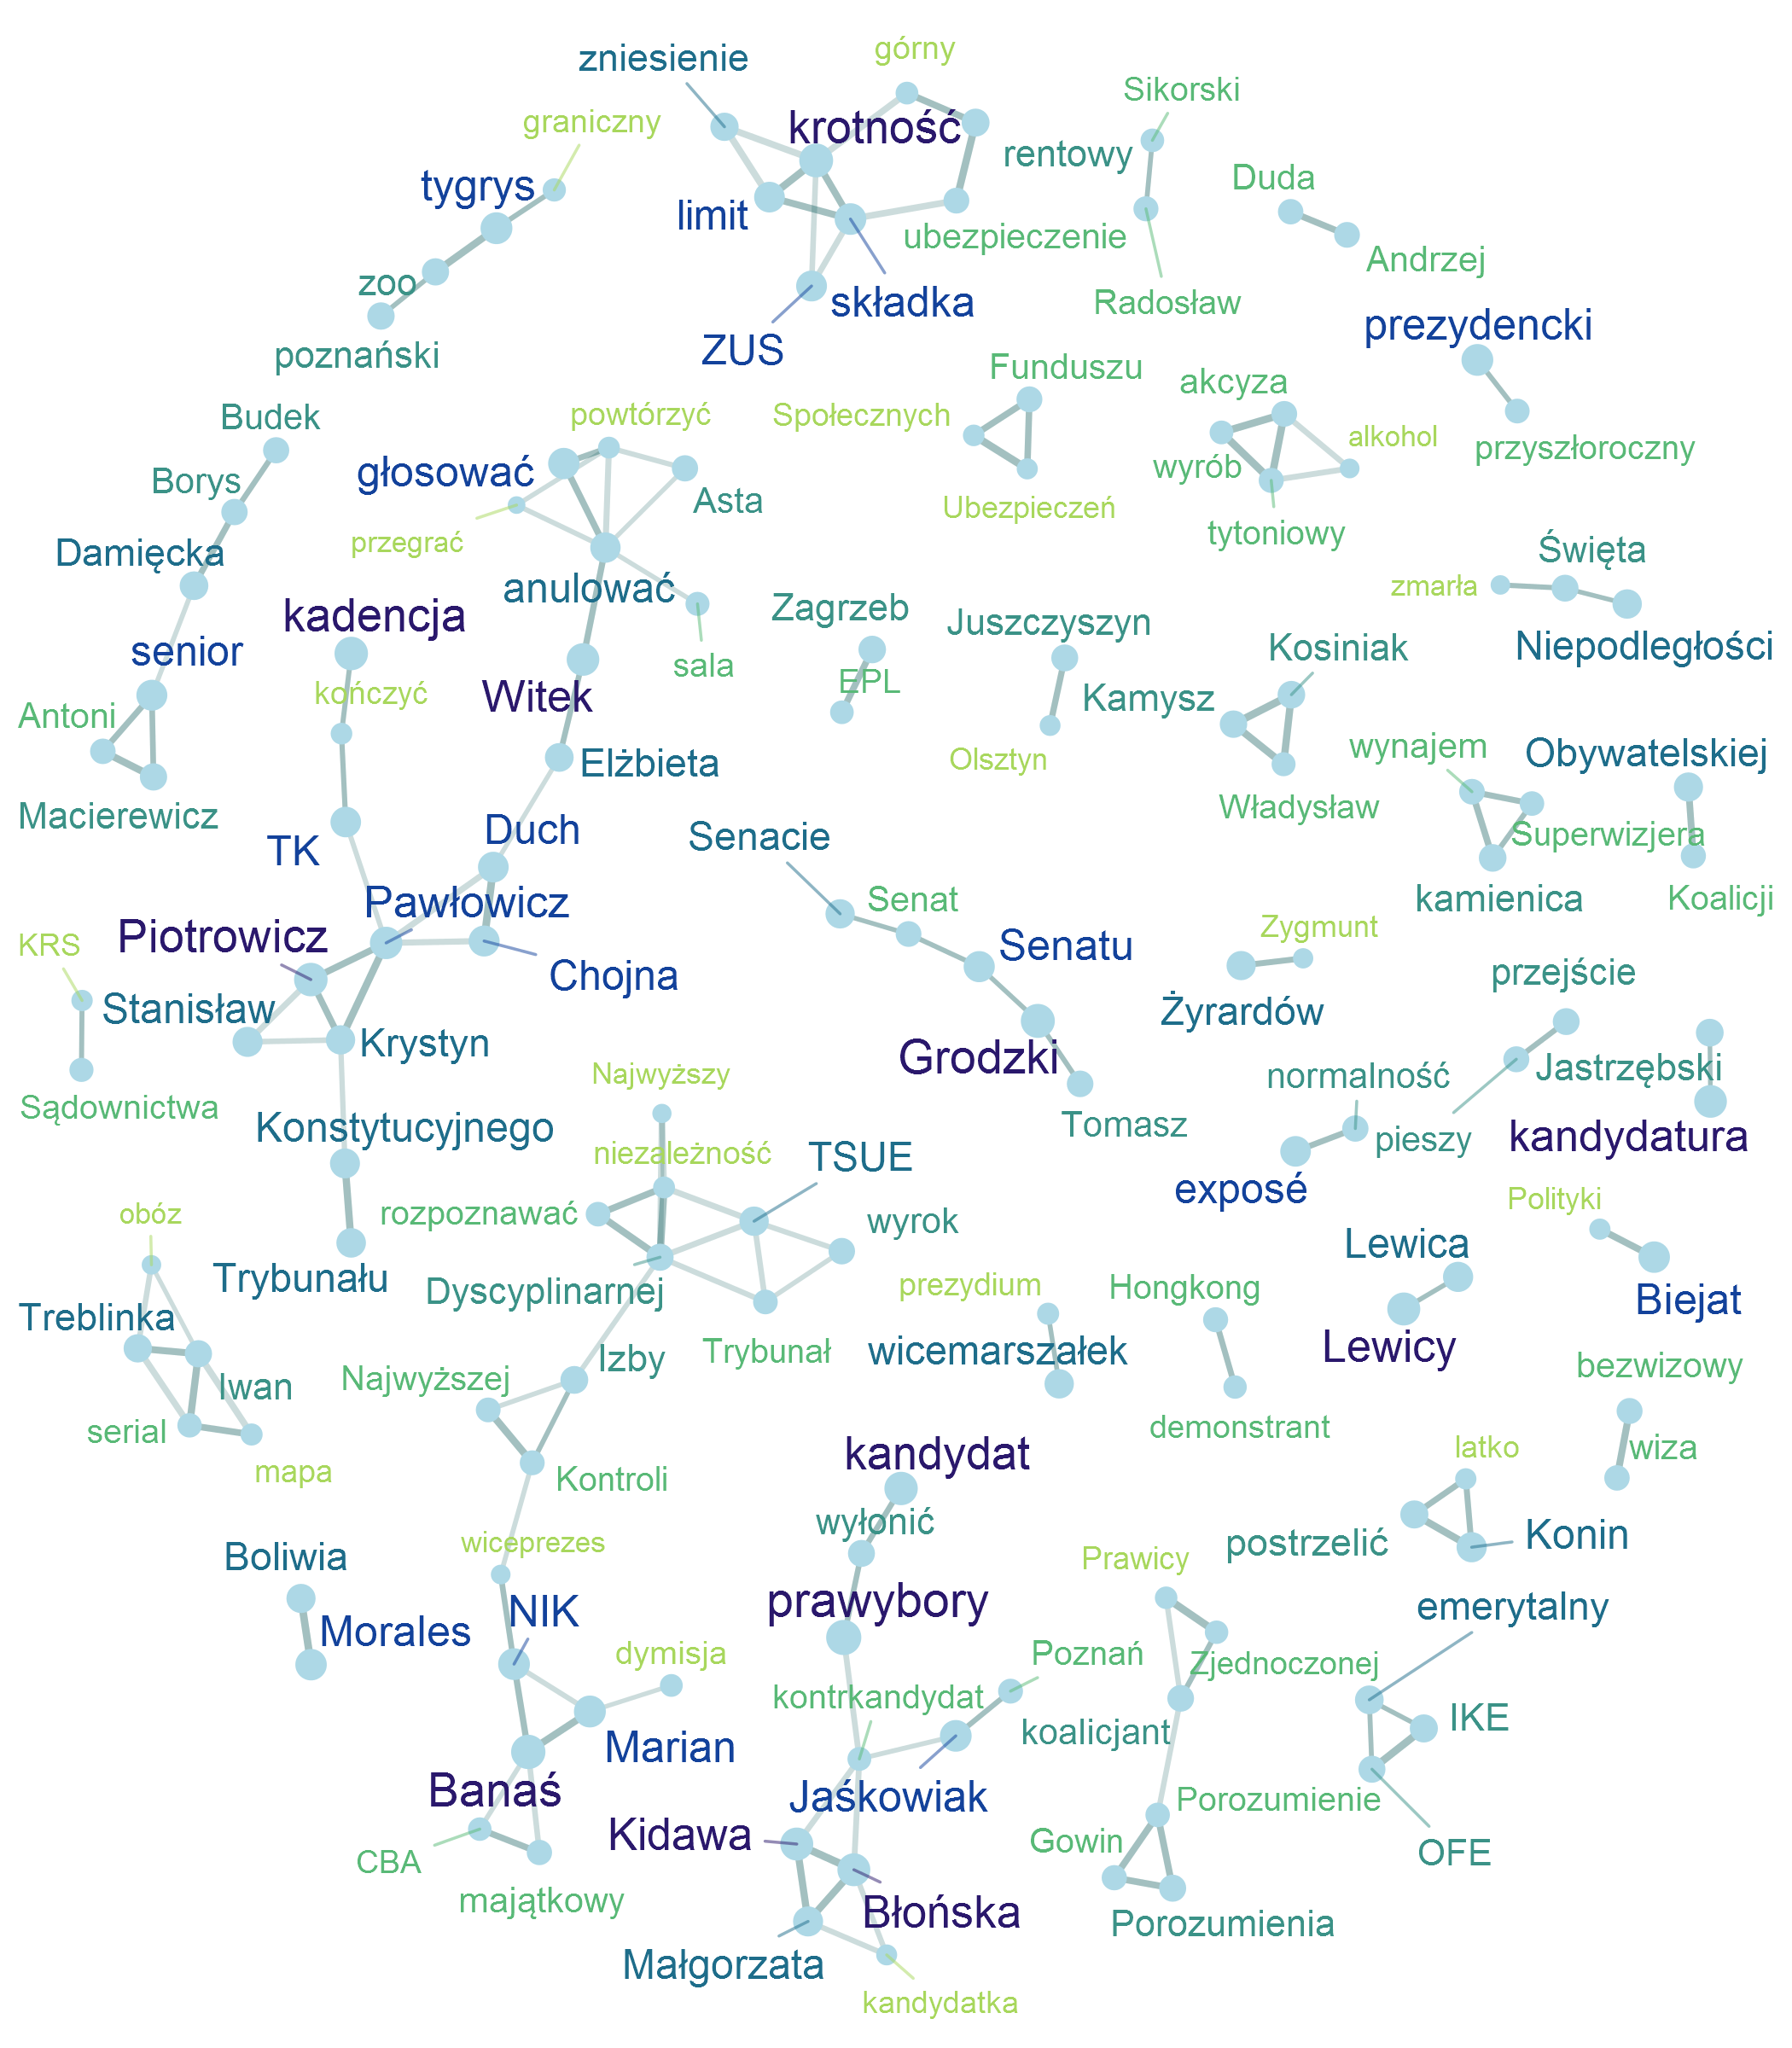 górny
zniesienie
Sikorski
graniczny
krotność
rentowy
Duda
tygrys
limit
ubezpieczenie
Andrzej
zoo
składka
Radosław
prezydencki
ZUS
poznański
Funduszu
akcyza
Budek
powtórzyć
Społecznych
alkohol
przyszłoroczny
głosować
wyrób
Borys
Asta
Ubezpieczeń
tytoniowy
przegrać
Damięcka
Święta
anulować
zmarła
kadencja
Zagrzeb
Juszczyszyn
Kosiniak
Niepodległości
senior
sala
EPL
kończyć
Witek
Kamysz
Antoni
wynajem
Obywatelskiej
Elżbieta
Olsztyn
Macierewicz
Władysław
Duch
Senacie
Superwizjera
TK
Pawłowicz
Senat
kamienica
Koalicji
Piotrowicz
Zygmunt
KRS
Senatu
Chojna
przejście
Stanisław
Żyrardów
Krystyn
Grodzki
Najwyższy
normalność
Jastrzębski
Sądownictwa
Konstytucyjnego
Tomasz
pieszy
kandydatura
niezależność
TSUE
exposé
Polityki
obóz
rozpoznawać
wyrok
Lewica
Trybunału
Dyscyplinarnej
prezydium
Hongkong
Biejat
Treblinka
Izby
Trybunał
wicemarszałek
Lewicy
Najwyższej
bezwizowy
Iwan
serial
demonstrant
kandydat
latko
wiza
mapa
Kontroli
wyłonić
wiceprezes
Konin
Boliwia
postrzelić
Prawicy
prawybory
NIK
emerytalny
Morales
dymisja
Poznań
Zjednoczonej
kontrkandydat
koalicjant
IKE
Marian
Banaś
Jaśkowiak
Porozumienie
Kidawa
Gowin
OFE
CBA
majątkowy
Błońska
Porozumienia
Małgorzata
kandydatka